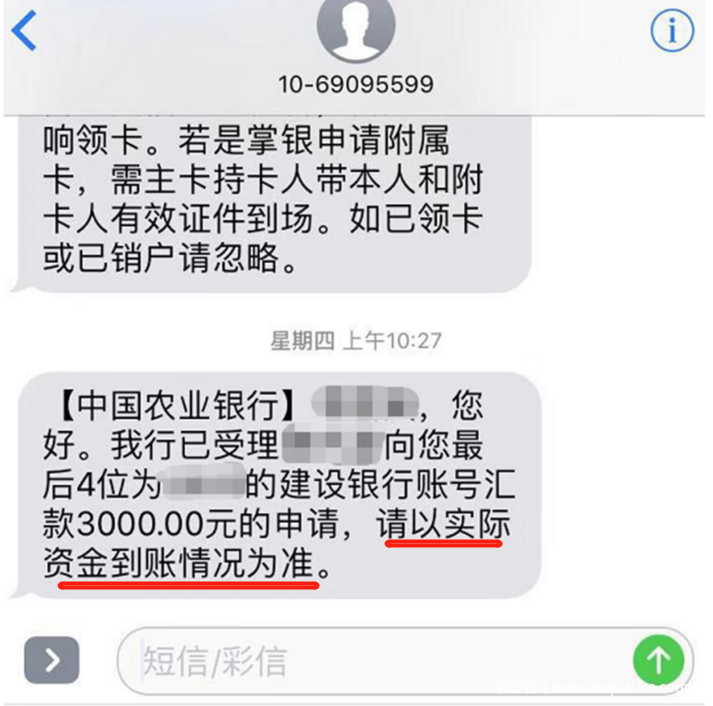 10-69095599
响领卡。若是掌银申请附属
卡，需主卡持卡人带本人和附
卡人有效证件到场。如已领卡
或已销户请忽略。
星期四 上午10:27
【中国农业银行】，您
好。我行已受理向您最
后4位为的建设银行账号汇
款3000.00元的申请，请以实际
资金到账情况为准。
短信/彩信